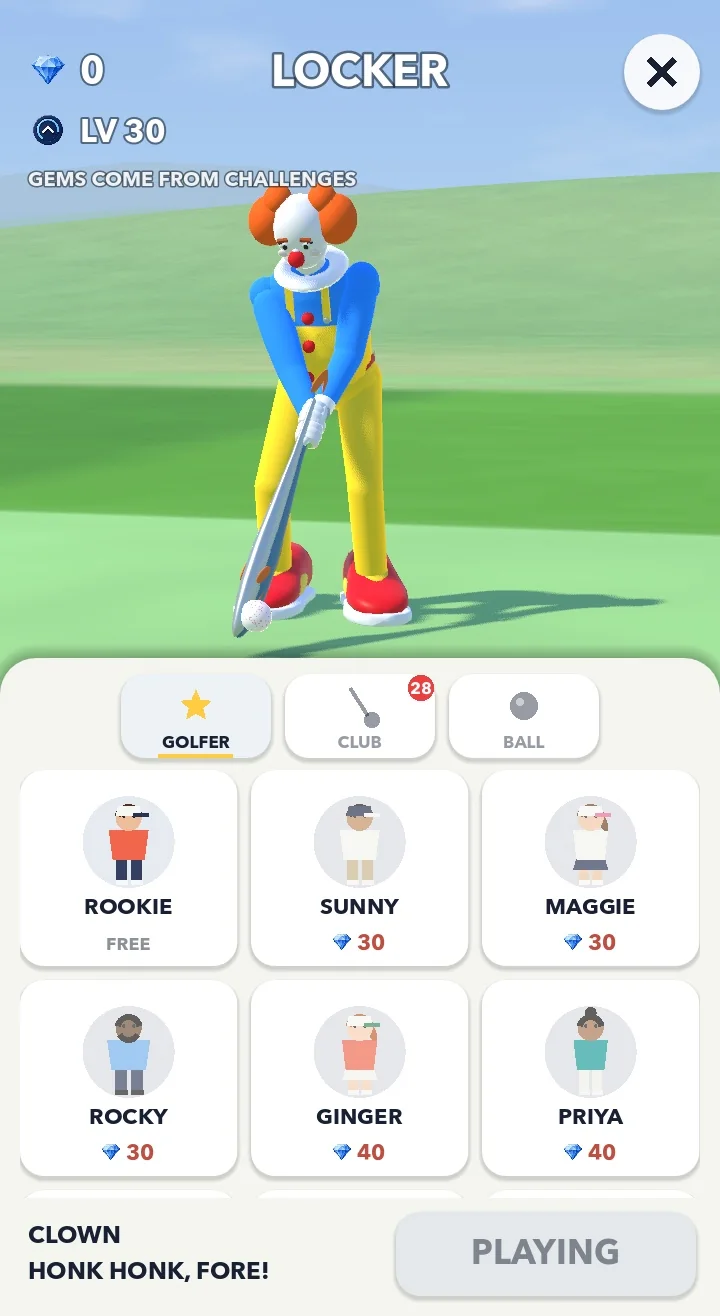 0
LOCKER
LV 30
GEMS COME FROM CHALLENGES
GOLFER
CLUB
28
BALL
ROOKIE
FREE
SUNNY
30
MAGGIE
30
ROCKY
30
GINGER
40
PRIYA
40
CLOWN
HONK HONK, FORE!
PLAYING